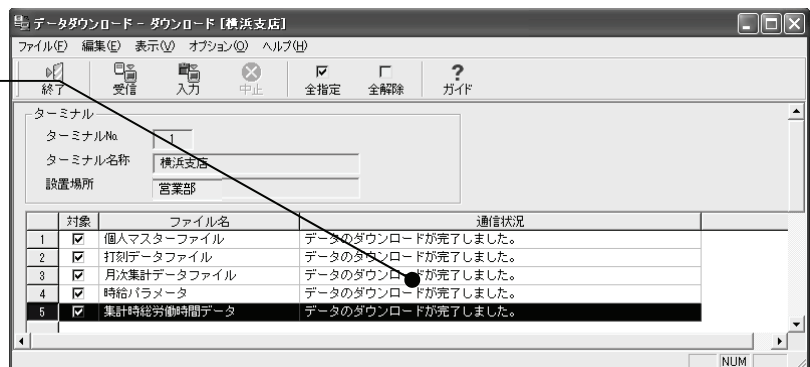 データダウンロード - ダウンロード [横浜支店]
ファイル(F) 編集(E) 表示(V) オプション(O) ヘルプ(H)
終了 受信 入力 中止 全指定 全解除 ガイド
ターミナル
ターミナルNo. 1
ターミナル名称 横浜支店
設置場所 営業部
対象 ファイル名 通信状況
1 個人マスターファイル データのダウンロードが完了しました。
2 打刻データファイル データのダウンロードが完了しました。
3 月次集計データファイル データのダウンロードが完了しました。
4 時給パラメータ データのダウンロードが完了しました。
5 集計時総労働時間データ データのダウンロードが完了しました。
NUM